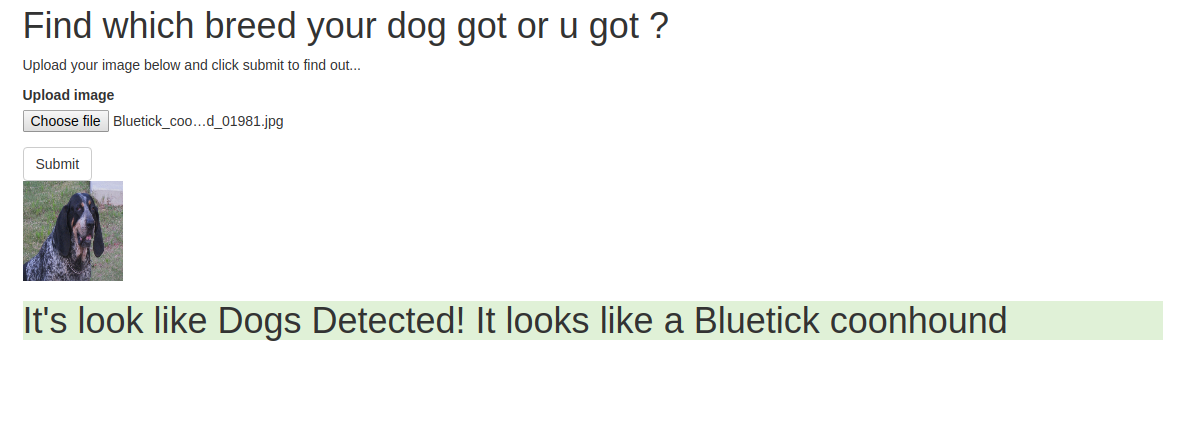 Find which breed your dog got or u got ?
Upload your image below and click submit to find out...
Upload image
Choose file Bluetick_coo…d_01981.jpg
Submit
It's look like Dogs Detected! It looks like a Bluetick coonhound